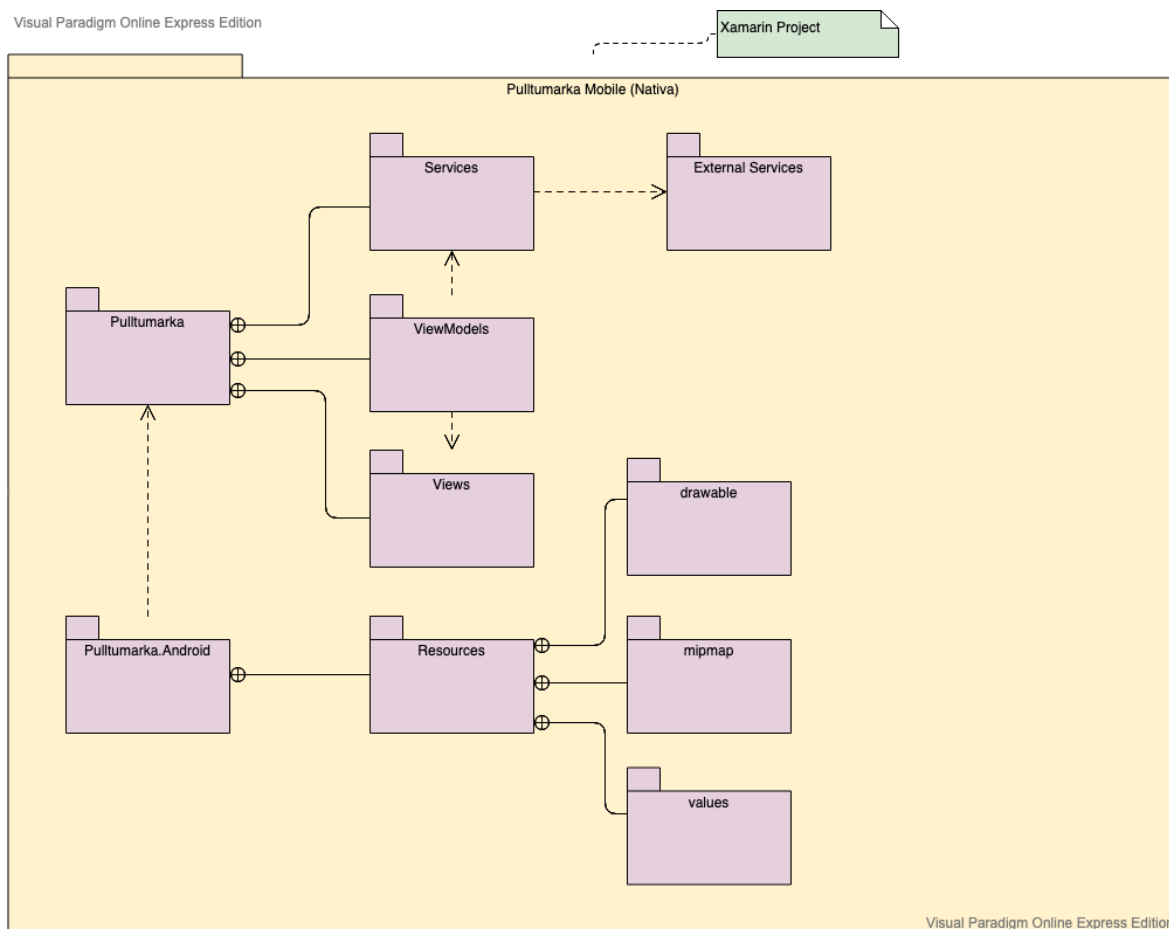 Visual Paradigm Online Express Edition
Xamarin Project
Pulltumarka Mobile (Nativa)
Services
External Services
Pulltumarka
ViewModels
Views
drawable
Pulltumarka.Android
Resources
mipmap
values
Visual Paradigm Online Express Edition